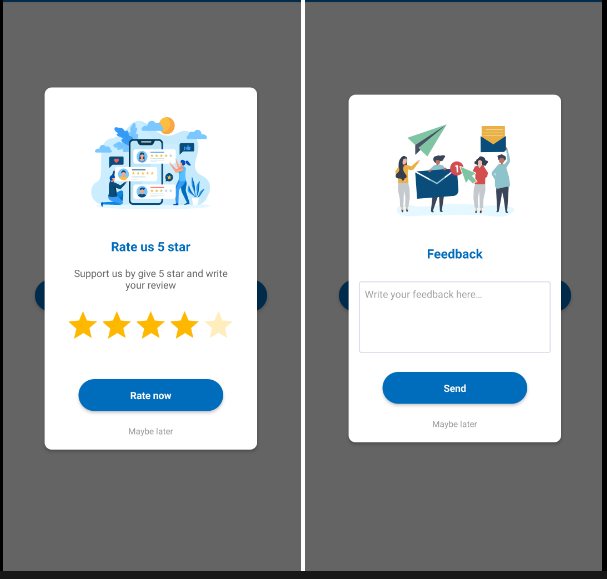 Rate us 5 star
Support us by give 5 star and write
your review
Rate now
Maybe later
Feedback
Write your feedback here...
Send
Maybe later